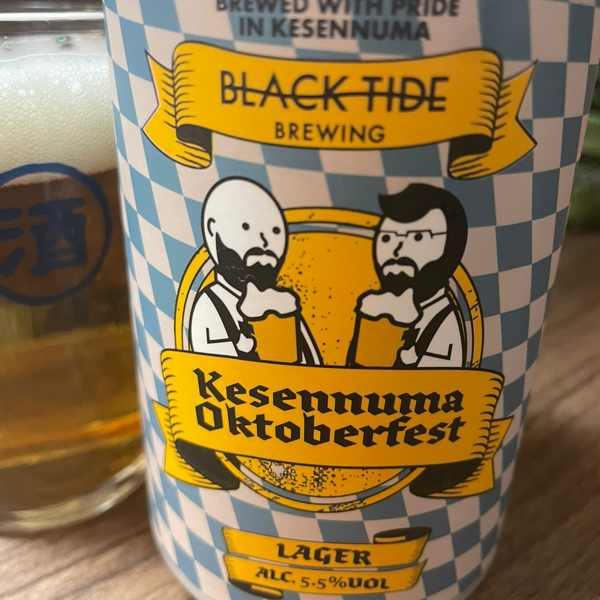 BREWED WITH PRIDE
IN KESENNUMA
BLACK TIDE
BREWING
酒
Kesennuma
Oktoberfest
LAGER
ALC. 5.5%VOL